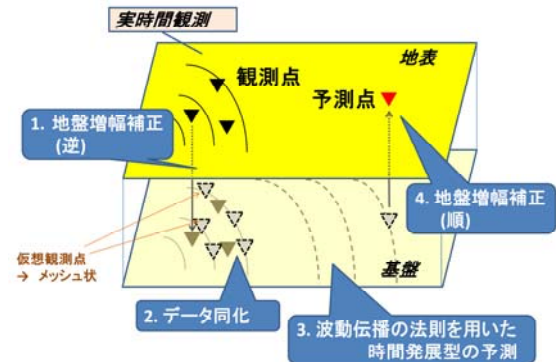 実時間観測
地表
観測点
予測点
1. 地盤増幅補正
(逆)
4. 地盤増幅補正
(順)
仮想観測点
→ メッシュ状
基盤
2. データ同化
3. 波動伝播の法則を用いた
時間発展型の予測